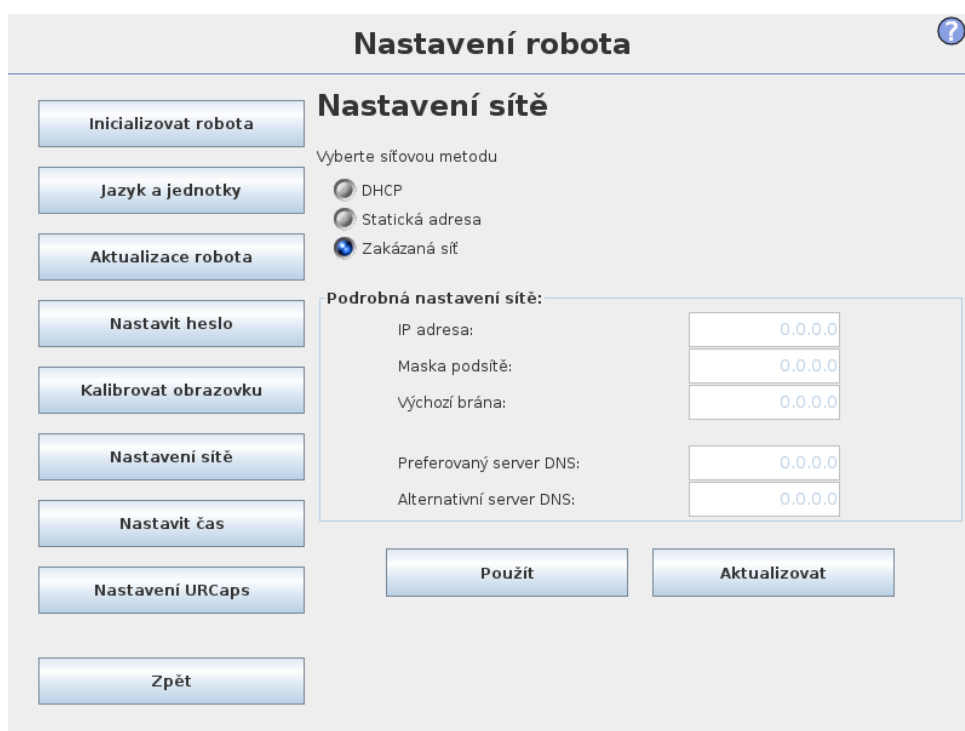 Nastavení robota
?
Inicializovat robota
Jazyk a jednotky
Aktualizace robota
Nastavit heslo
Kalibrovat obrazovku
Nastavení sítě
Nastavit čas
Nastavení URCaps
Zpět
Nastavení sítě
Vyberte síťovou metodu
DHCP
Statická adresa
Zakázaná síť
Podrobná nastavení sítě:
IP adresa: 0.0.0.0
Maska podsítě: 0.0.0.0
Výchozí brána: 0.0.0.0
Preferovaný server DNS: 0.0.0.0
Alternativní server DNS: 0.0.0.0
Použít Aktualizovat